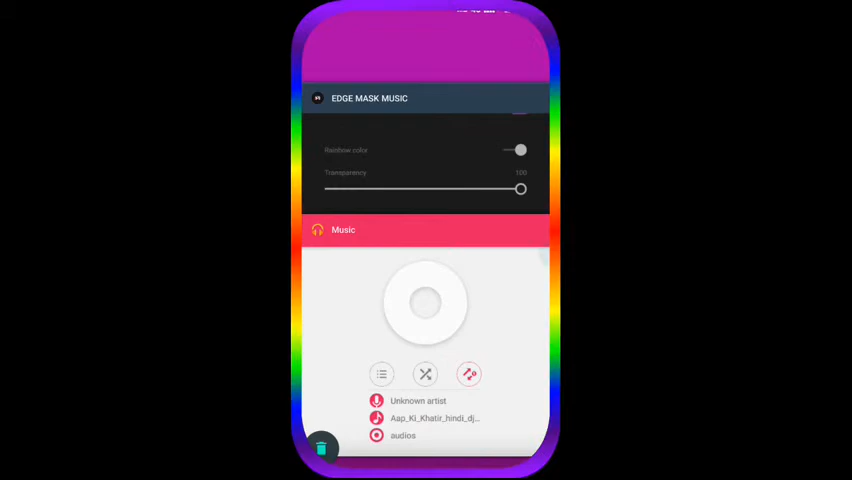 EDGE MASK MUSIC
Rainbow color
Transparency 100
Music
Unknown artist
Aap_Ki_Khatir_hindi_dj...
audios